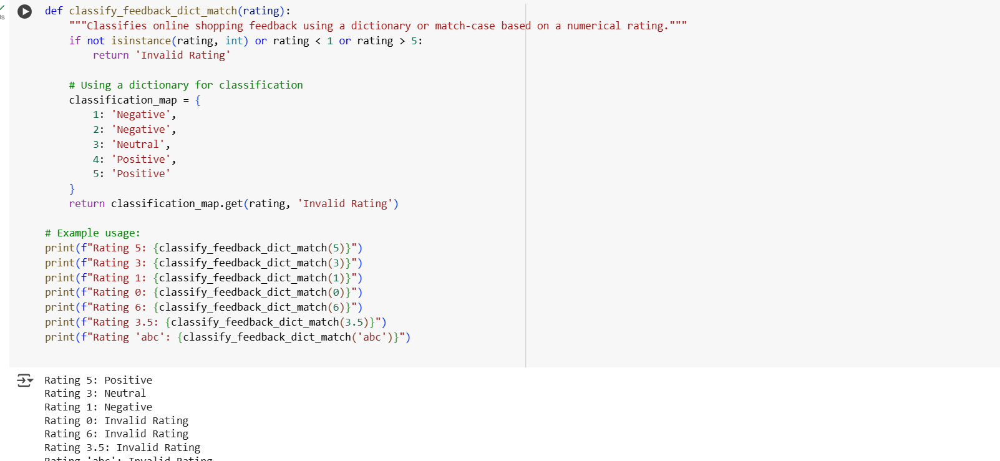 def classify_feedback_dict_match(rating):
    """Classifies online shopping feedback using a dictionary or match-case based on a numerical rating."""
    if not isinstance(rating, int) or rating < 1 or rating > 5:
        return 'Invalid Rating'

    # Using a dictionary for classification
    classification_map = {
        1: 'Negative',
        2: 'Negative',
        3: 'Neutral',
        4: 'Positive',
        5: 'Positive'
    }
    return classification_map.get(rating, 'Invalid Rating')

# Example usage:
print(f"Rating 5: {classify_feedback_dict_match(5)}")
print(f"Rating 3: {classify_feedback_dict_match(3)}")
print(f"Rating 1: {classify_feedback_dict_match(1)}")
print(f"Rating 0: {classify_feedback_dict_match(0)}")
print(f"Rating 6: {classify_feedback_dict_match(6)}")
print(f"Rating 3.5: {classify_feedback_dict_match(3.5)}")
print(f"Rating 'abc': {classify_feedback_dict_match('abc')}")

Rating 5: Positive
Rating 3: Neutral
Rating 1: Negative
Rating 0: Invalid Rating
Rating 6: Invalid Rating
Rating 3.5: Invalid Rating
Rating 'abc': Invalid Rating